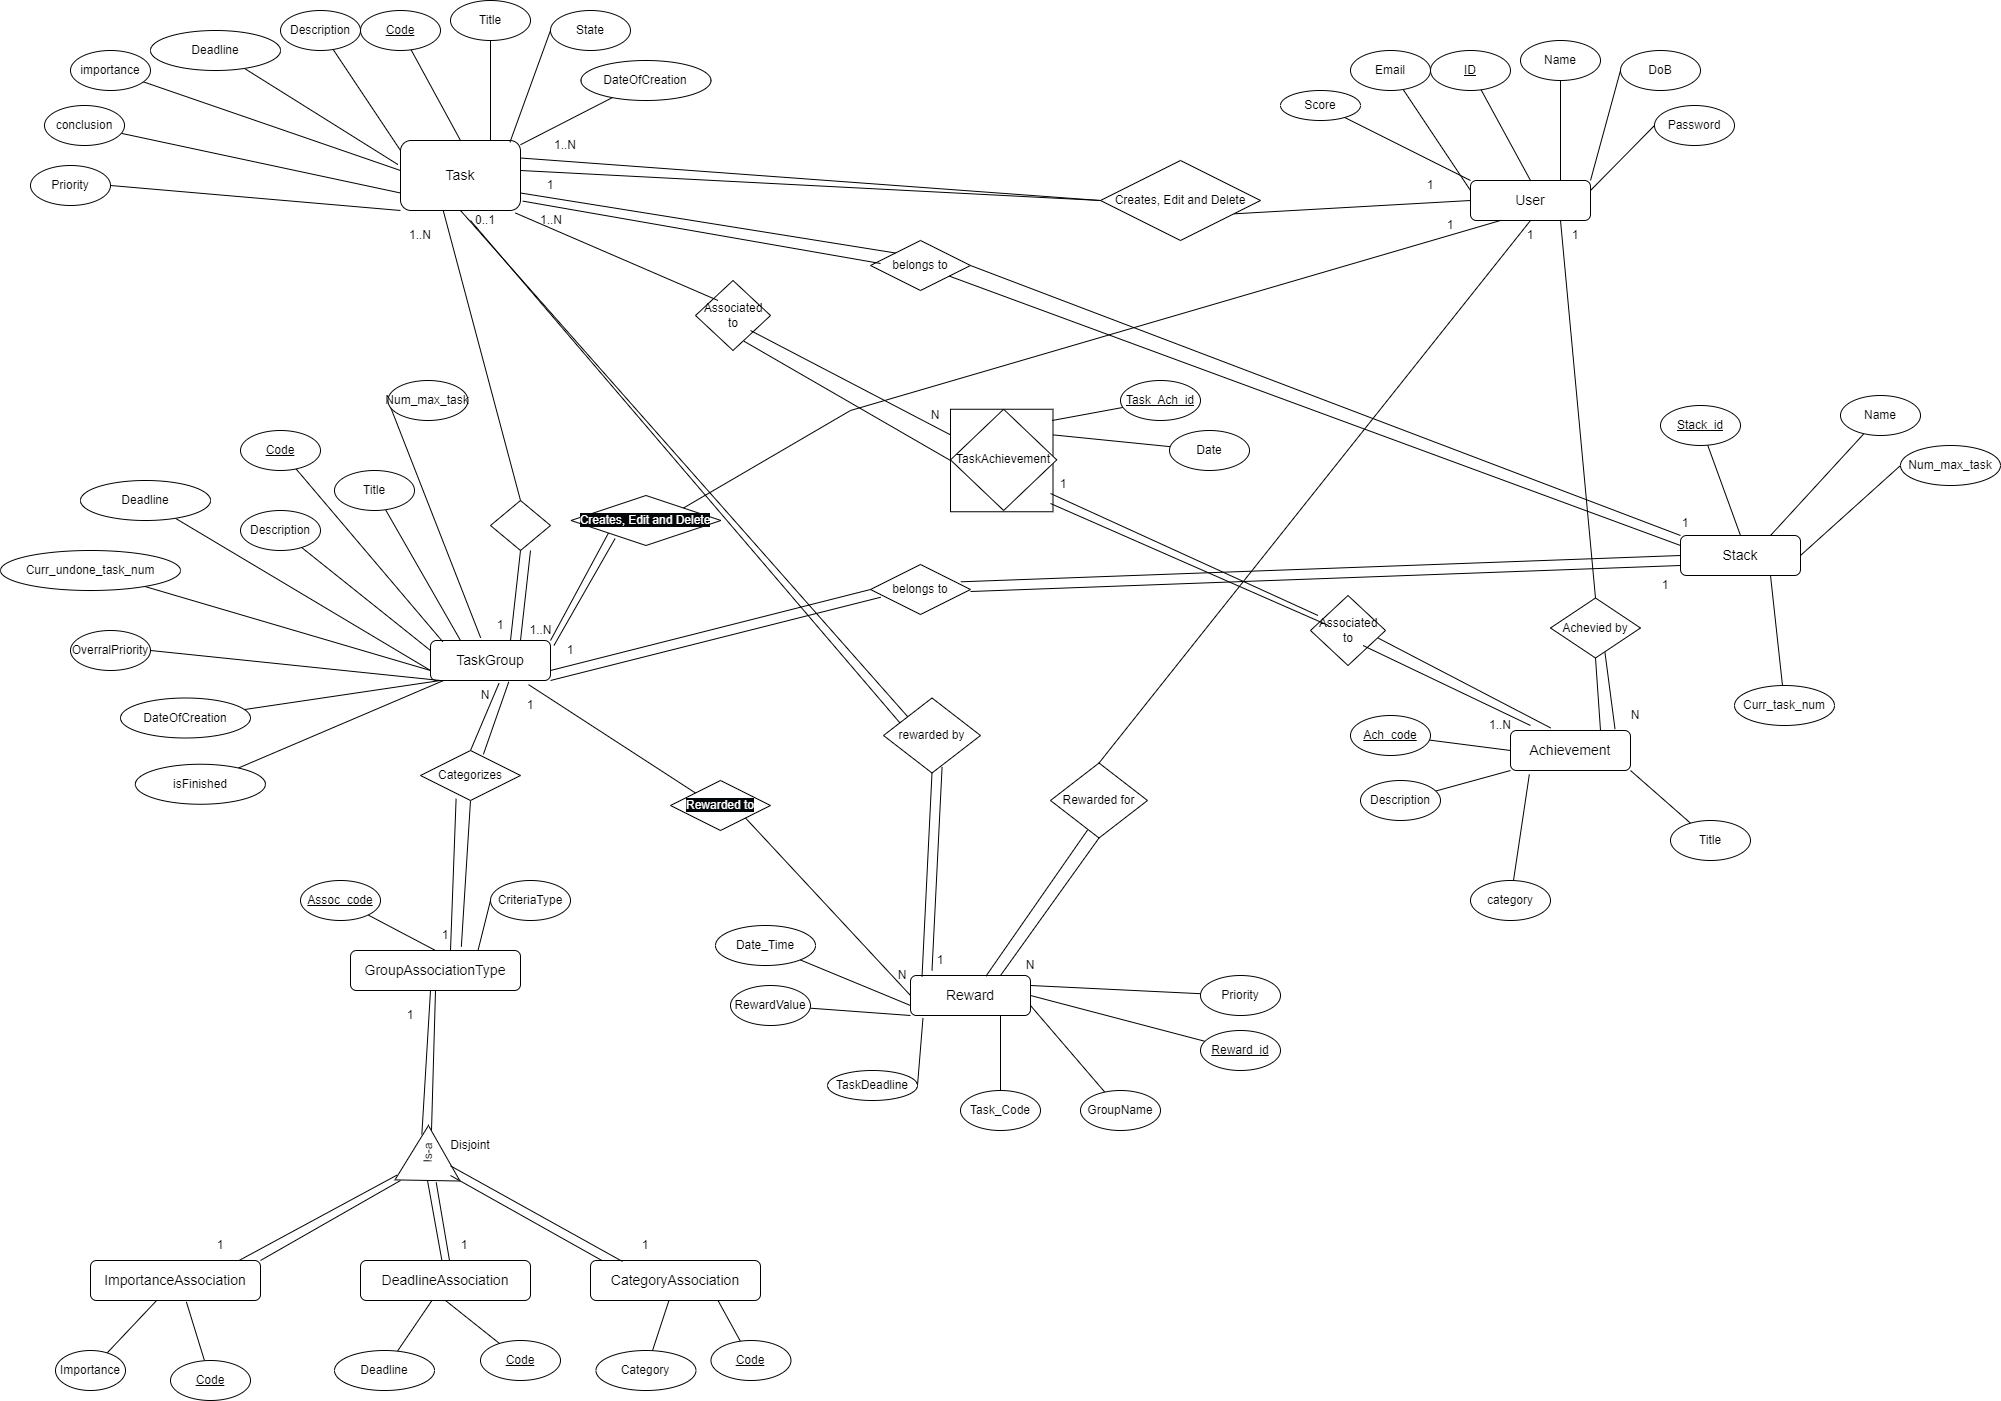 Title
Description
Code
State
Deadline
importance
DateOfCreation
conclusion
Priority
Task
1..N
1
0..1
1..N
1..N
Creates, Edit and Delete
Name
Email
ID
DoB
Score
Password
User
1
1
1
1
belongs to
Associated
to
Num_max_task
Code
Title
Deadline
Description
Curr_undone_task_num
OverralPriority
DateOfCreation
isFinished
Creates, Edit and Delete
1
1..N
1
TaskGroup
N
1
N
Task_Ach_id
Date
TaskAchievement
1
Stack_id
Name
Num_max_task
1
Stack
1
Curr_task_num
belongs to
Associated
to
Achevied by
1..N
N
Ach_code
Achievement
Description
Title
category
rewarded by
Rewarded for
Categorizes
Rewarded to
Assoc_code
CriteriaType
1
GroupAssociationType
1
Date_Time
RewardValue
N
1
N
Reward
Priority
Reward_id
TaskDeadline
Task_Code
GroupName
Is-a
Disjoint
1
1
1
ImportanceAssociation
DeadlineAssociation
CategoryAssociation
Importance
Code
Deadline
Code
Category
Code